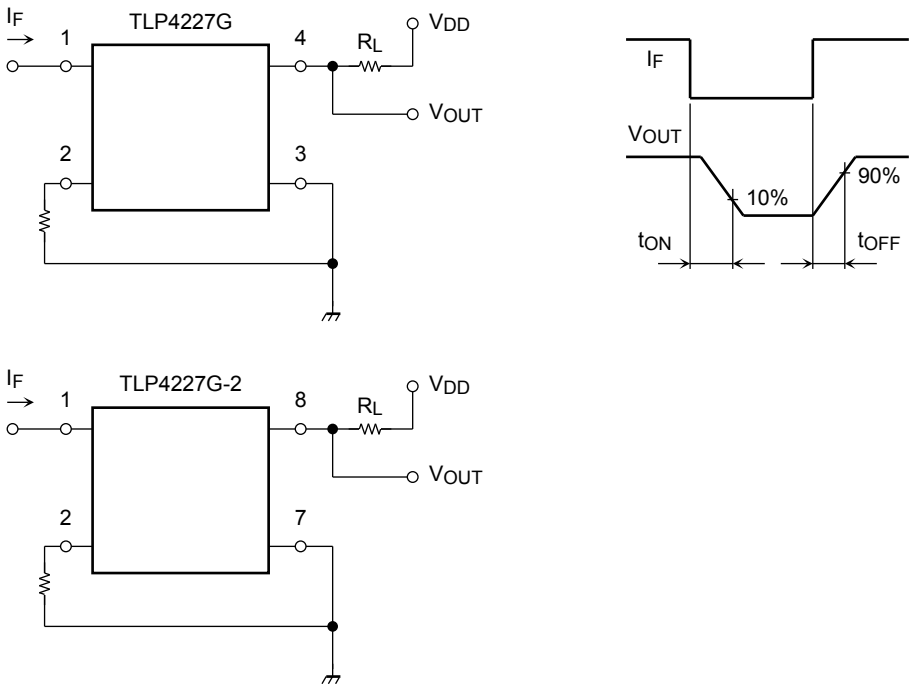 IF
TLP4227G
1
4
RL
VDD
VOUT
2
3
IF
VOUT
10%
90%
tON
tOFF
IF
TLP4227G-2
1
8
RL
VDD
VOUT
2
7